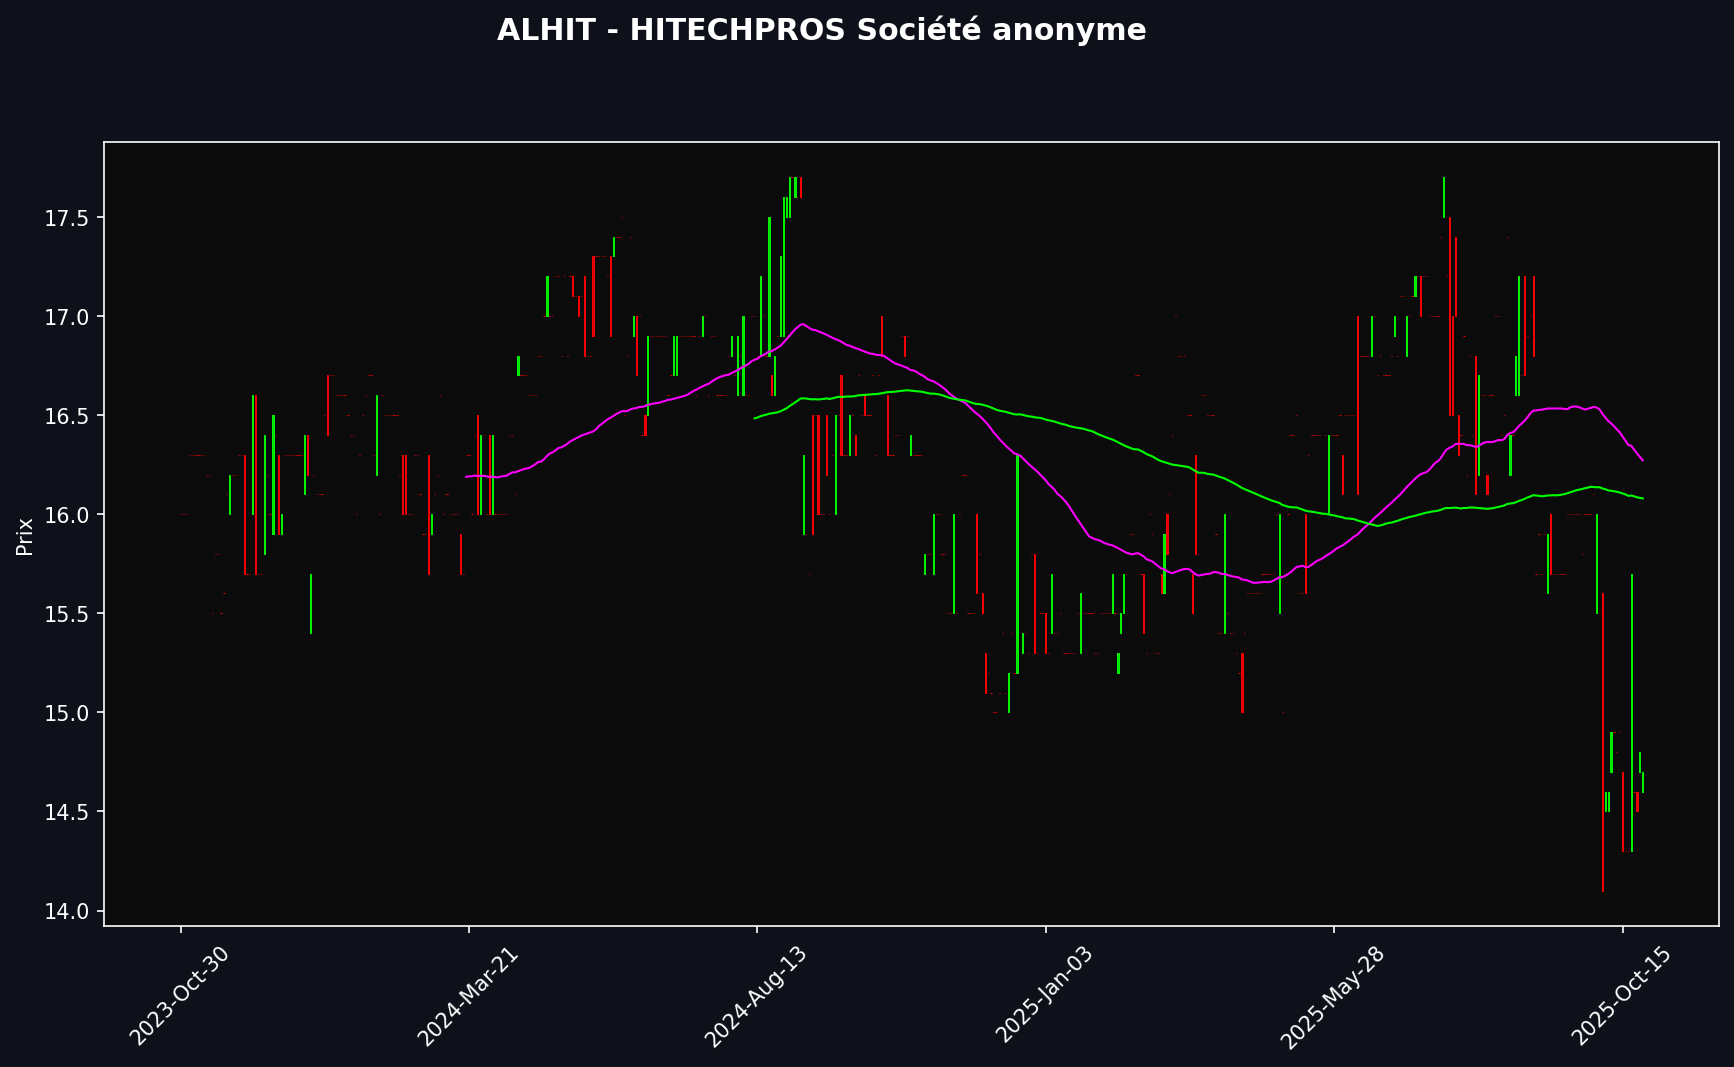 ALHIT - HITECHPROS Société anonyme
Prix
17.5
17.0
16.5
16.0
15.5
15.0
14.5
14.0
2023-Oct-30
2024-Mar-21
2024-Aug-13
2025-Jan-03
2025-May-28
2025-Oct-15